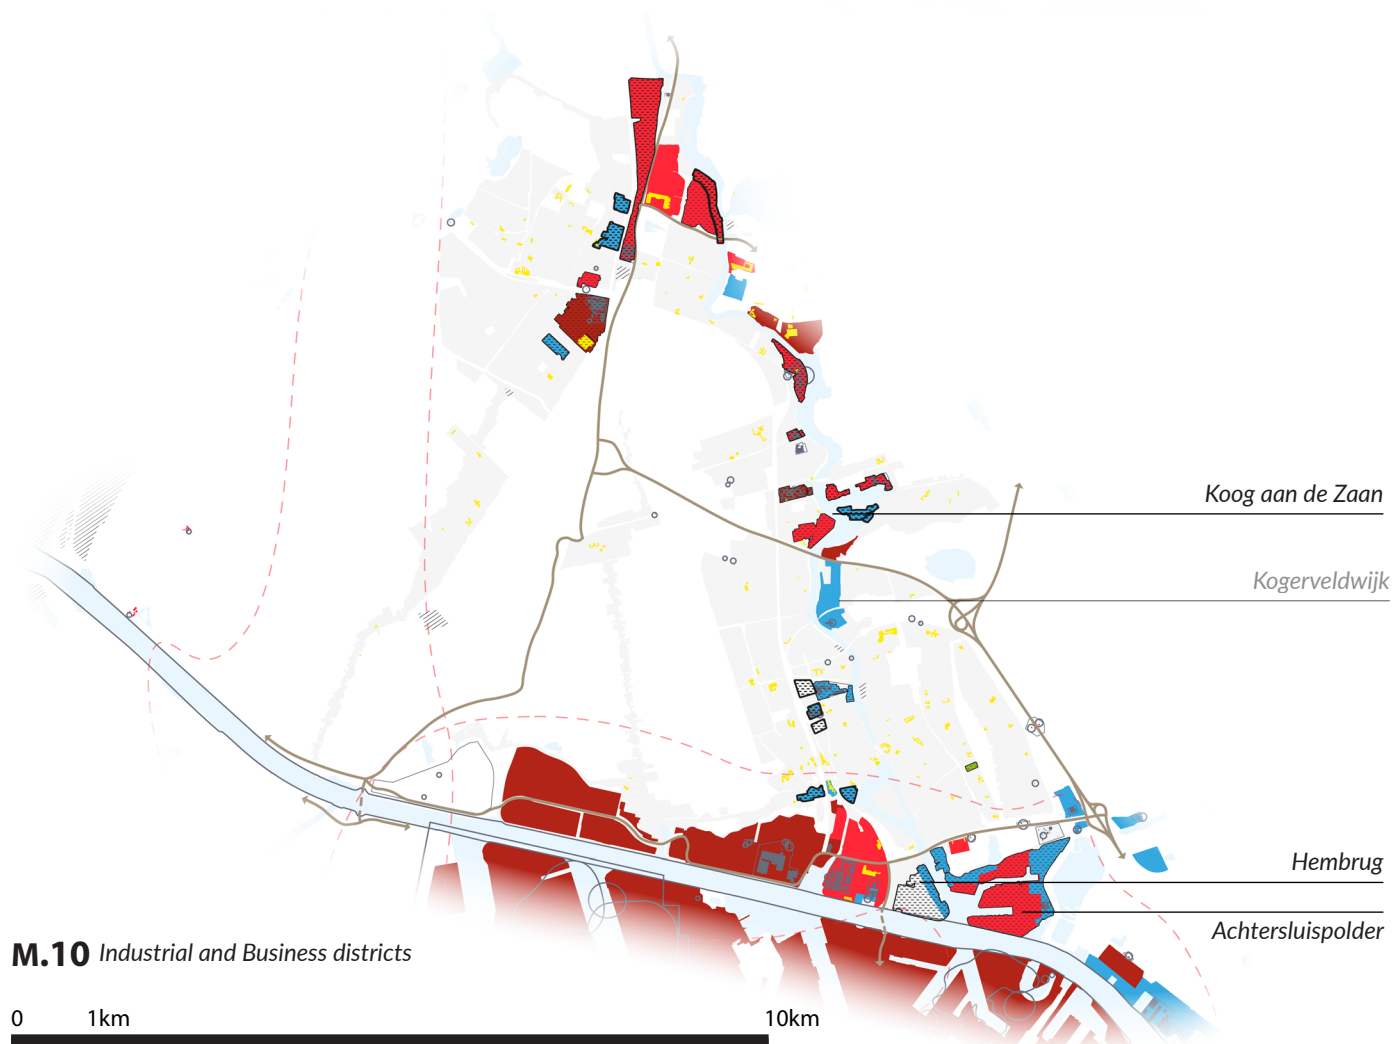 Koog aan de Zaan
Kogerveldwijk
Hembrug
Achtersluispolder
M.10 Industrial and Business districts
0 1km 10km